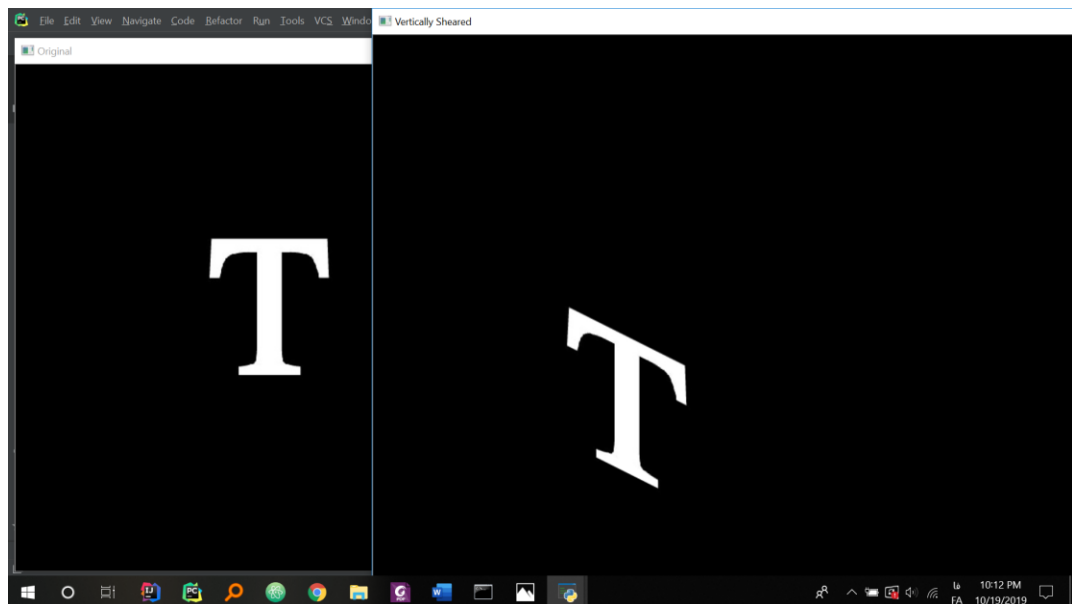 File Edit View Navigate Code Refactor Run Tools VCS Windo
Vertically Sheared
Original
T
T
فا 10:12 PM
FA 10/19/2019